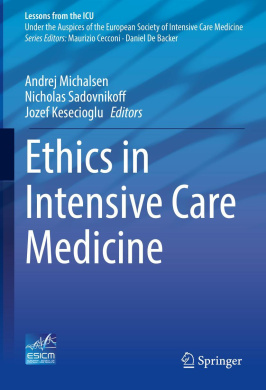 Lessons from the ICU
Under the Auspices of the European Society of Intensive Care Medicine
Series Editors: Maurizio Cecconi · Daniel De Backer
Andrej Michalsen
Nicholas Sadovnikoff
Jozef Kesecioglu Editors
Ethics in
Intensive Care
Medicine
ESICM
Springer